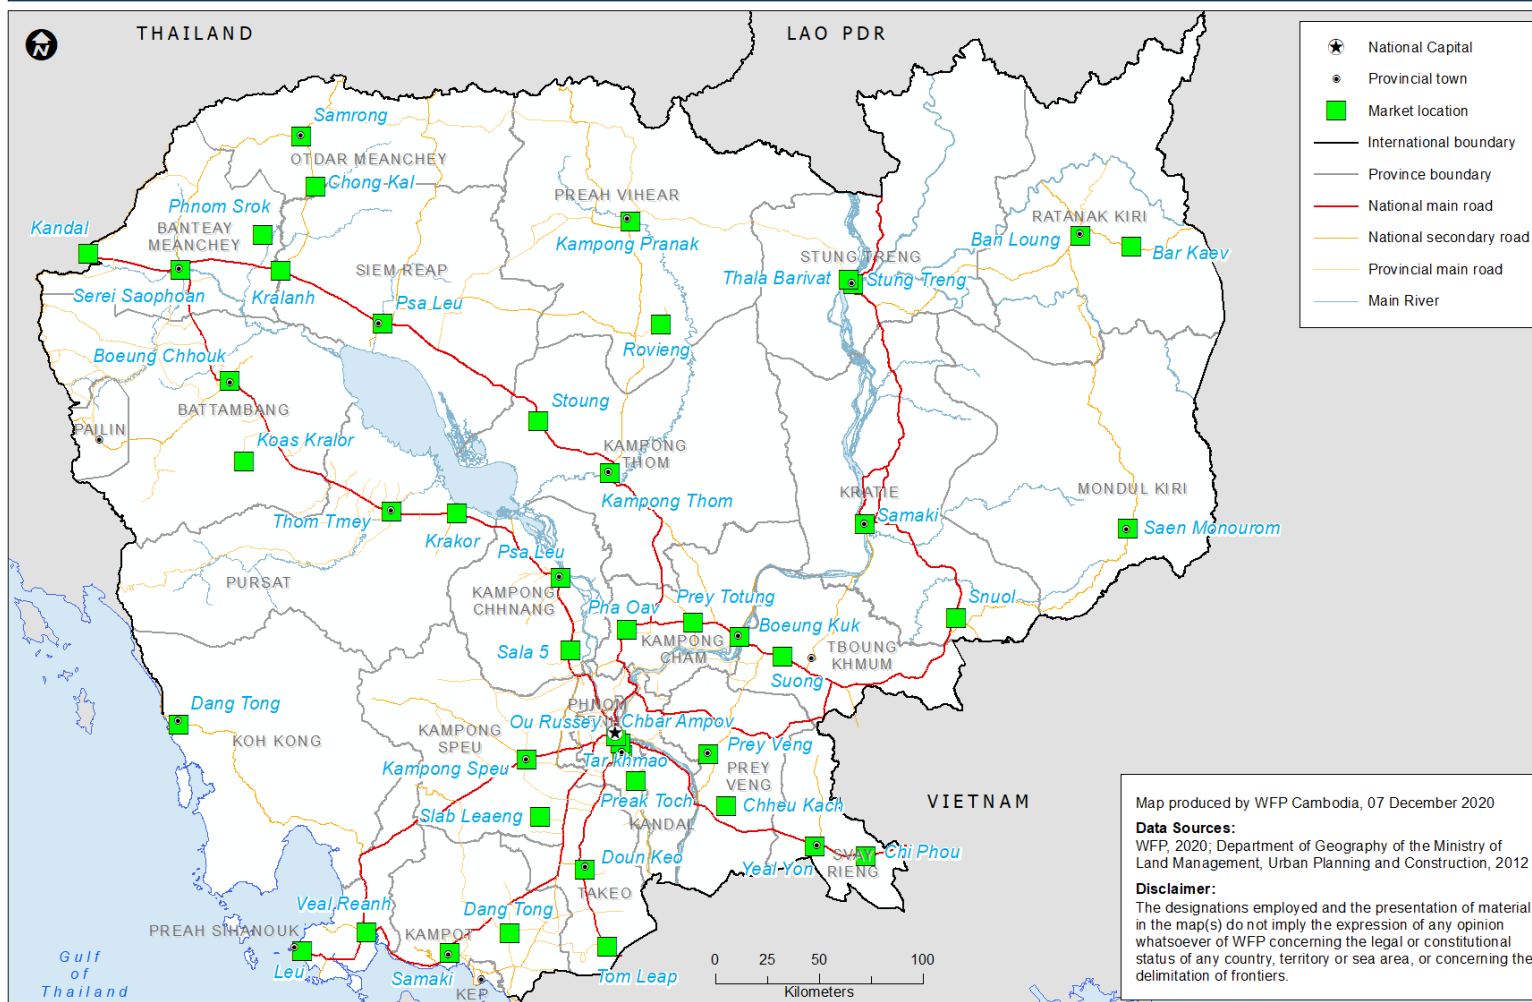 THAILAND
LAO PDR
N
National Capital
Provincial town
Market location
International boundary
Province boundary
National main road
National secondary road
Provincial main road
Main River
Samrong
OTDAR MEANCHEY
Chong Kal
Phnom Srok
BANTEAY
MEANCHEY
Kandal
PREAH VIHEAR
Kampong Pranak
RATANAK KIRI
Ban Loung
Bar Kaev
STUNG TRENG
Thala Barivat
Stung Treng
SIEM REAP
Serei Saophoan
Kralanh
Psa Leu
Rovieng
Boeung Chhouk
BATTAMBANG
PAILIN
Koas Kralor
Stoung
KAMPONG
THOM
Kampong Thom
KRATIE
Samaki
MONDUL KIRI
Saen Monourom
Thom Tmey
Krakor
Psa Leu
PURSAT
KAMPONG
CHHNANG
Pha Oav
Prey Totung
Snuol
Boeung Kuk
KAMPONG
CHAM
TBOUNG
KHMUM
Sala 5
Suong
Dang Tong
KOH KONG
PHNOM
Ou Russey
Chbar Ampov
KAMPONG
SPEU
Kampong Speu
Tar khmao
Prey Veng
PREY
VENG
Preak Toch
Chheu Kach
Slab Leaeng
KANDAL
VIETNAM
Doun Keo
TAKEO
Yeal Yon
SVAY
RIENG
Chi Phou
Veal Reanh
PREAH SIHANOUK
Leu
Dang Tong
KAMPOT
Samaki
KEP
Tom Leap
Gulf
of
Thailand
0 25 50 100
Kilometers
Map produced by WFP Cambodia, 07 December 2020
Data Sources:
WFP, 2020; Department of Geography of the Ministry of
Land Management, Urban Planning and Construction, 2012
Disclaimer:
The designations employed and the presentation of material
in the map(s) do not imply the expression of any opinion
whatsoever of WFP concerning the legal or constitutional
status of any country, territory or sea area, or concerning the
delimitation of frontiers.